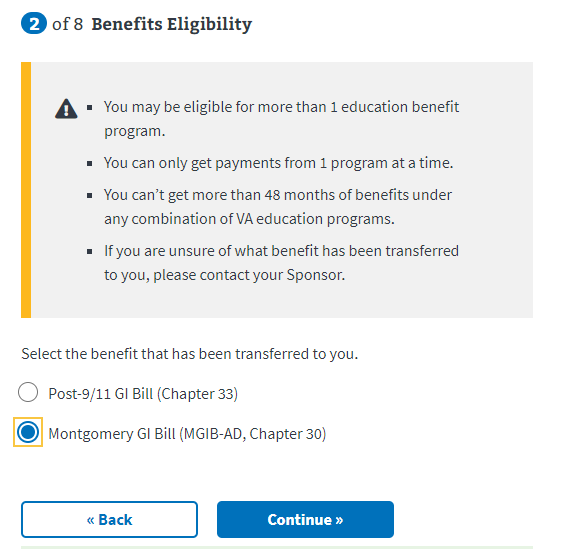 2 of 8 Benefits Eligibility
▪ You may be eligible for more than 1 education benefit
program.
▪ You can only get payments from 1 program at a time.
▪ You can’t get more than 48 months of benefits under
any combination of VA education programs.
▪ If you are unsure of what benefit has been transferred
to you, please contact your Sponsor.
Select the benefit that has been transferred to you.
Post-9/11 GI Bill (Chapter 33)
Montgomery GI Bill (MGIB-AD, Chapter 30)
« Back
Continue »